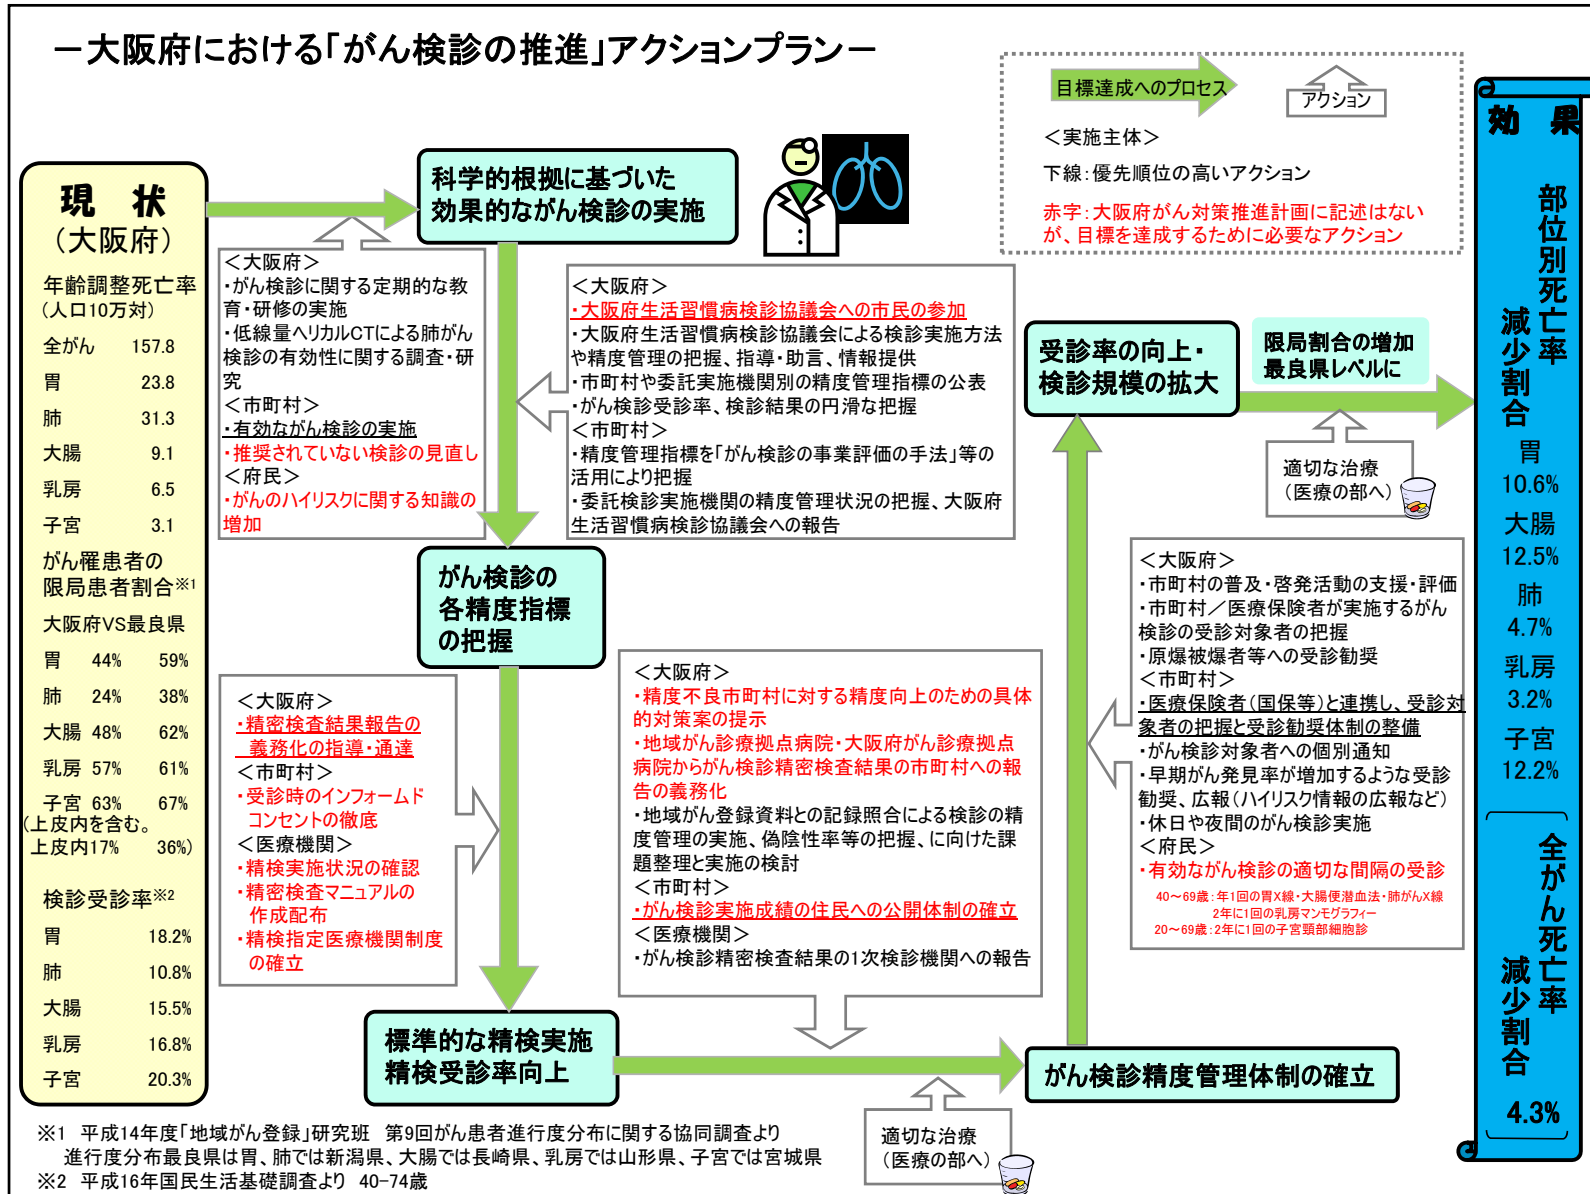 －大阪府における「がん検診の推進」アクションプラン－
目標達成へのプロセス
アクション
＜実施主体＞
下線：優先順位の高いアクション
赤字：大阪府がん対策推進計画に記述はない
が、目標を達成するために必要なアクション
現　状
（大阪府）
年齢調整死亡率
（人口10万対）
全がん　157.8
胃　23.8
肺　31.3
大腸　9.1
乳房　6.5
子宮　3.1
がん罹患者の
限局患者割合※1
大阪府VS最良県
胃　44%　59%
肺　24%　38%
大腸　48%　62%
乳房　57%　61%
子宮　63%　67%
（上皮内を含む。
上皮内17%　36%）
検診受診率※2
胃　18.2%
肺　10.8%
大腸　15.5%
乳房　16.8%
子宮　20.3%
科学的根拠に基づいた
効果的ながん検診の実施
＜大阪府＞
・がん検診に関する定期的な教
育・研修の実施
・低線量ヘリカルCTによる肺がん
検診の有効性に関する調査・研
究
＜市町村＞
・有効ながん検診の実施
・推奨されていない検診の見直し
＜府民＞
・がんのハイリスクに関する知識の
増加
＜大阪府＞
・大阪府生活習慣病検診協議会への市民の参加
・大阪府生活習慣病検診協議会による検診実施方法
や精度管理の把握、指導・助言、情報提供
・市町村や委託実施機関別の精度管理指標の公表
・がん検診受診率、検診結果の円滑な把握
＜市町村＞
・精度管理指標を「がん検診の事業評価の手法」等の
活用により把握
・委託検診実施機関の精度管理状況の把握、大阪府
生活習慣病検診協議会への報告
がん検診の
各精度指標
の把握
＜大阪府＞
・精密検査結果報告の
義務化の指導・通達
＜市町村＞
・受診時のインフォームド
コンセントの徹底
＜医療機関＞
・精検実施状況の確認
・精密検査マニュアルの
作成配布
・精検指定医療機関制度
の確立
標準的な精検実施
精検受診率向上
＜大阪府＞
・精度不良市町村に対する精度向上のための具体
的対策案の提示
・地域がん診療拠点病院・大阪府がん診療拠点
病院からがん検診精密検査結果の市町村への報
告の義務化
・地域がん登録資料との記録照合による検診の精
度管理の実施、偽陰性率等の把握、に向けた課
題整理と実施の検討
＜市町村＞
・がん検診実施成績の住民への公開体制の確立
＜医療機関＞
・がん検診精密検査結果の1次検診機関への報告
適切な治療
（医療の部へ）
がん検診精度管理体制の確立
＜大阪府＞
・市町村の普及・啓発活動の支援・評価
・市町村／医療保険者が実施するがん
検診の受診対象者の把握
・原爆被爆者等への受診勧奨
＜市町村＞
・医療保険者（国保等）と連携し、受診対
象者の把握と受診勧奨体制の整備
・がん検診対象者への個別通知
・早期がん発見率が増加するような受診
勧奨、広報（ハイリスク情報の広報など）
・休日や夜間のがん検診実施
＜府民＞
・有効ながん検診の適切な間隔の受診
40～69歳：年1回の胃X線・大腸便潜血法・肺がんX線
2年に1回の乳房マンモグラフィー
20～69歳：2年に1回の子宮頸部細胞診
受診率の向上・
検診規模の拡大
限局割合の増加
最良県レベルに
適切な治療
（医療の部へ）
効　果
部位別死亡率
減少割合
胃
10.6%
大腸
12.5%
肺
4.7%
乳房
3.2%
子宮
12.2%
全がん死亡率
減少割合
4.3%
※1　平成14年度「地域がん登録」研究班　第9回がん患者進行度分布に関する協同調査より
進行度分布最良県は胃、肺では新潟県、大腸では長崎県、乳房では山形県、子宮では宮城県
※2　平成16年国民生活基礎調査より　40-74歳